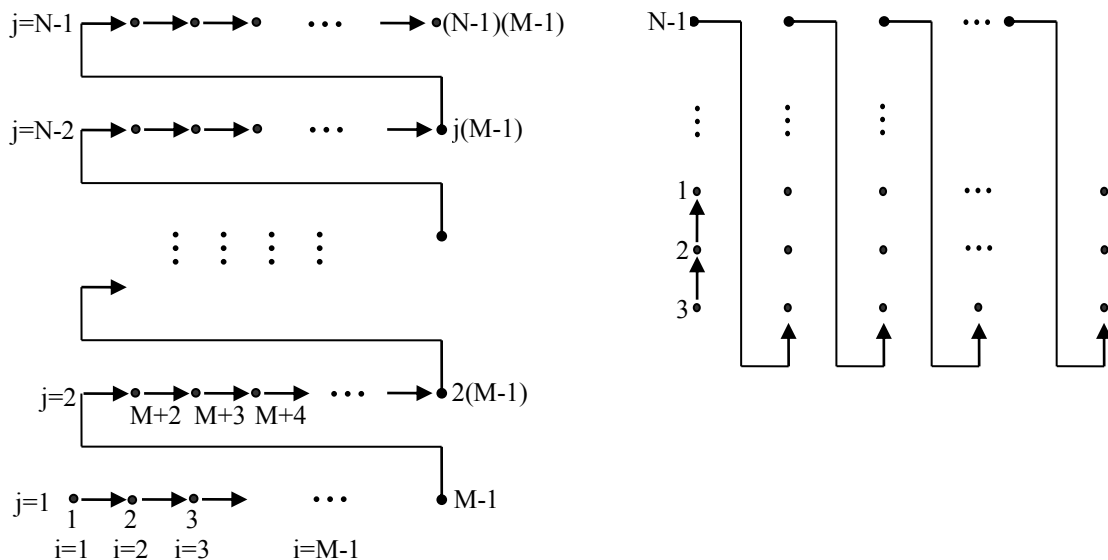 j=N-1 (N-1)(M-1)
j=N-2 j(M-1)
j=2 2(M-1)
M+2 M+3 M+4
j=1 M-1
1 2 3
i=1 i=2 i=3 i=M-1
N-1
1
2
3